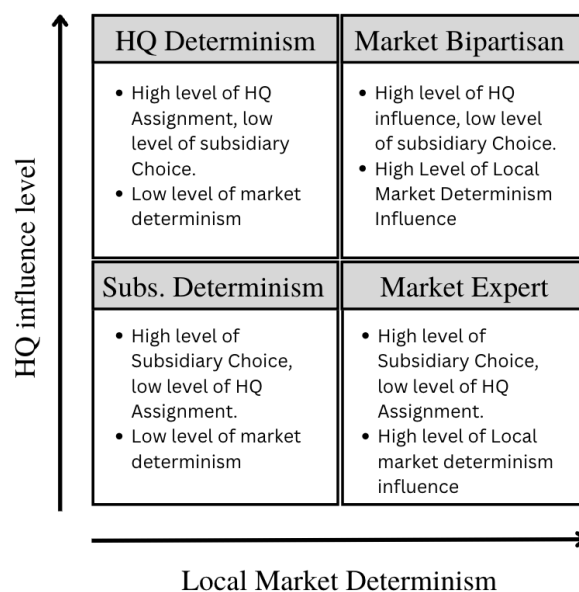 HQ Determinism
• High level of HQ
Assignment, low
level of subsidiary
Choice.
• Low level of market
determinism
Market Bipartisan
• High level of HQ
influence, low level
of subsidiary Choice.
• High Level of Local
Market Determinism
Influence
Subs. Determinism
• High level of
Subsidiary Choice,
low level of HQ
Assignment.
• Low level of market
determinism
Market Expert
• High level of
Subsidiary Choice,
low level of HQ
Assignment.
• High level of Local
market determinism
influence
HQ influence level
Local Market Determinism